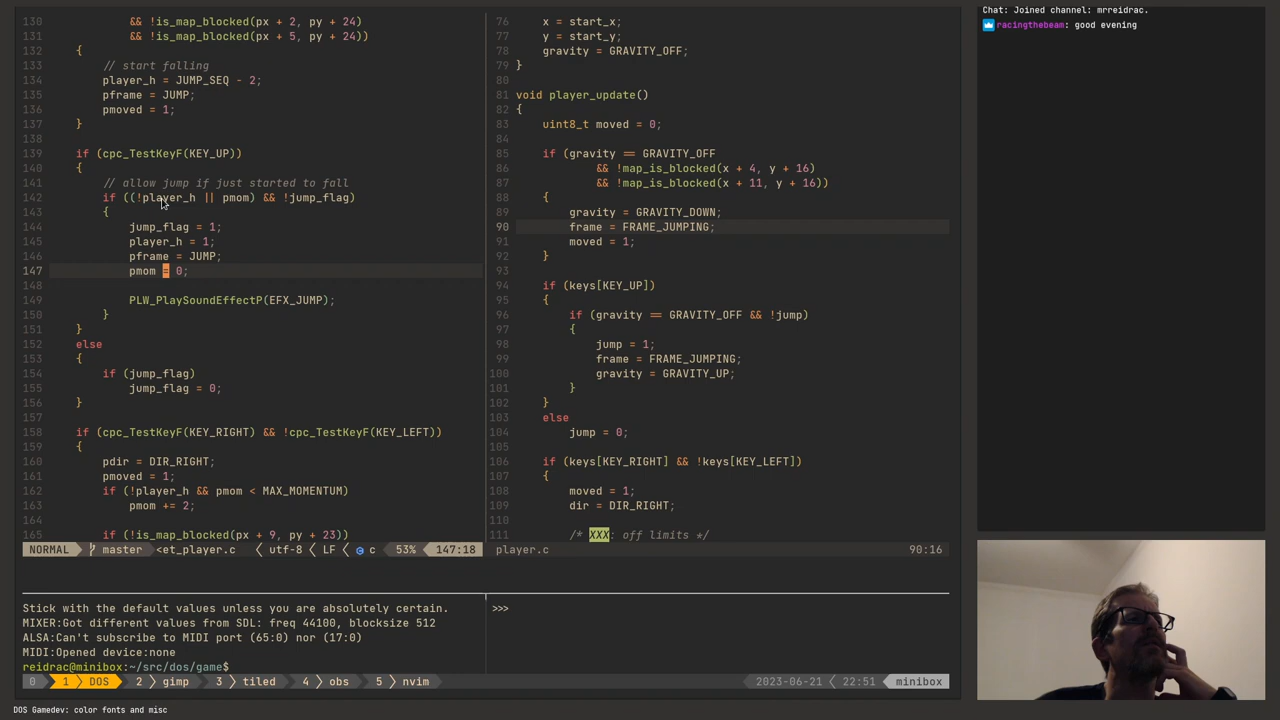 130             && !is_map_blocked(px + 2, py + 24)
131             && !is_map_blocked(px + 5, py + 24))
132     {
133         // start falling
134         player_h = JUMP_SEQ - 2;
135         pframe = JUMP;
136         pmoved = 1;
137     }
138
139     if (cpc_TestKeyF(KEY_UP))
140     {
141         // allow jump if just started to fall
142         if ((!player_h || pmom) && !jump_flag)
143         {
144             jump_flag = 1;
145             player_h = 1;
146             pframe = JUMP;
147             pmom = 0;
148
149             PLW_PlaySoundEffectP(EFX_JUMP);
150         }
151     }
152     else
153     {
154         if (jump_flag)
155             jump_flag = 0;
156     }
157
158     if (cpc_TestKeyF(KEY_RIGHT) && !cpc_TestKeyF(KEY_LEFT))
159     {
160         pdir = DIR_RIGHT;
161         pmoved = 1;
162         if (!player_h && pmom < MAX_MOMENTUM)
163             pmom += 2;
164
165         if (!is_map_blocked(px + 9, py + 23))
NORMAL master <et_player.c utf-8 LF c 53% 147:18
76     x = start_x;
77     y = start_y;
78     gravity = GRAVITY_OFF;
79 }
80
81 void player_update()
82 {
83     uint8_t moved = 0;
84
85     if (gravity == GRAVITY_OFF
86             && !map_is_blocked(x + 4, y + 16)
87             && !map_is_blocked(x + 11, y + 16))
88     {
89         gravity = GRAVITY_DOWN;
90         frame = FRAME_JUMPING;
91         moved = 1;
92     }
93
94     if (keys[KEY_UP])
95     {
96         if (gravity == GRAVITY_OFF && !jump)
97         {
98             jump = 1;
99             frame = FRAME_JUMPING;
100             gravity = GRAVITY_UP;
101         }
102     }
103     else
104         jump = 0;
105
106     if (keys[KEY_RIGHT] && !keys[KEY_LEFT])
107     {
108         moved = 1;
109         dir = DIR_RIGHT;
110
111         /* XXX: off limits */
player.c 90:16
Stick with the default values unless you are absolutely certain.
MIXER:Got different values from SDL: freq 44100, blocksize 512
ALSA:Can't subscribe to MIDI port (65:0) nor (17:0)
MIDI:Opened device:none
reidrac@minibox:~/src/dos/game$
>>>
0 1 DOS 2 gimp 3 tiled 4 obs 5 nvim 2023-06-21 22:51 minibox
Chat: Joined channel: mrreidrac.
racingthebeam: good evening
DOS Gamedev: color fonts and misc